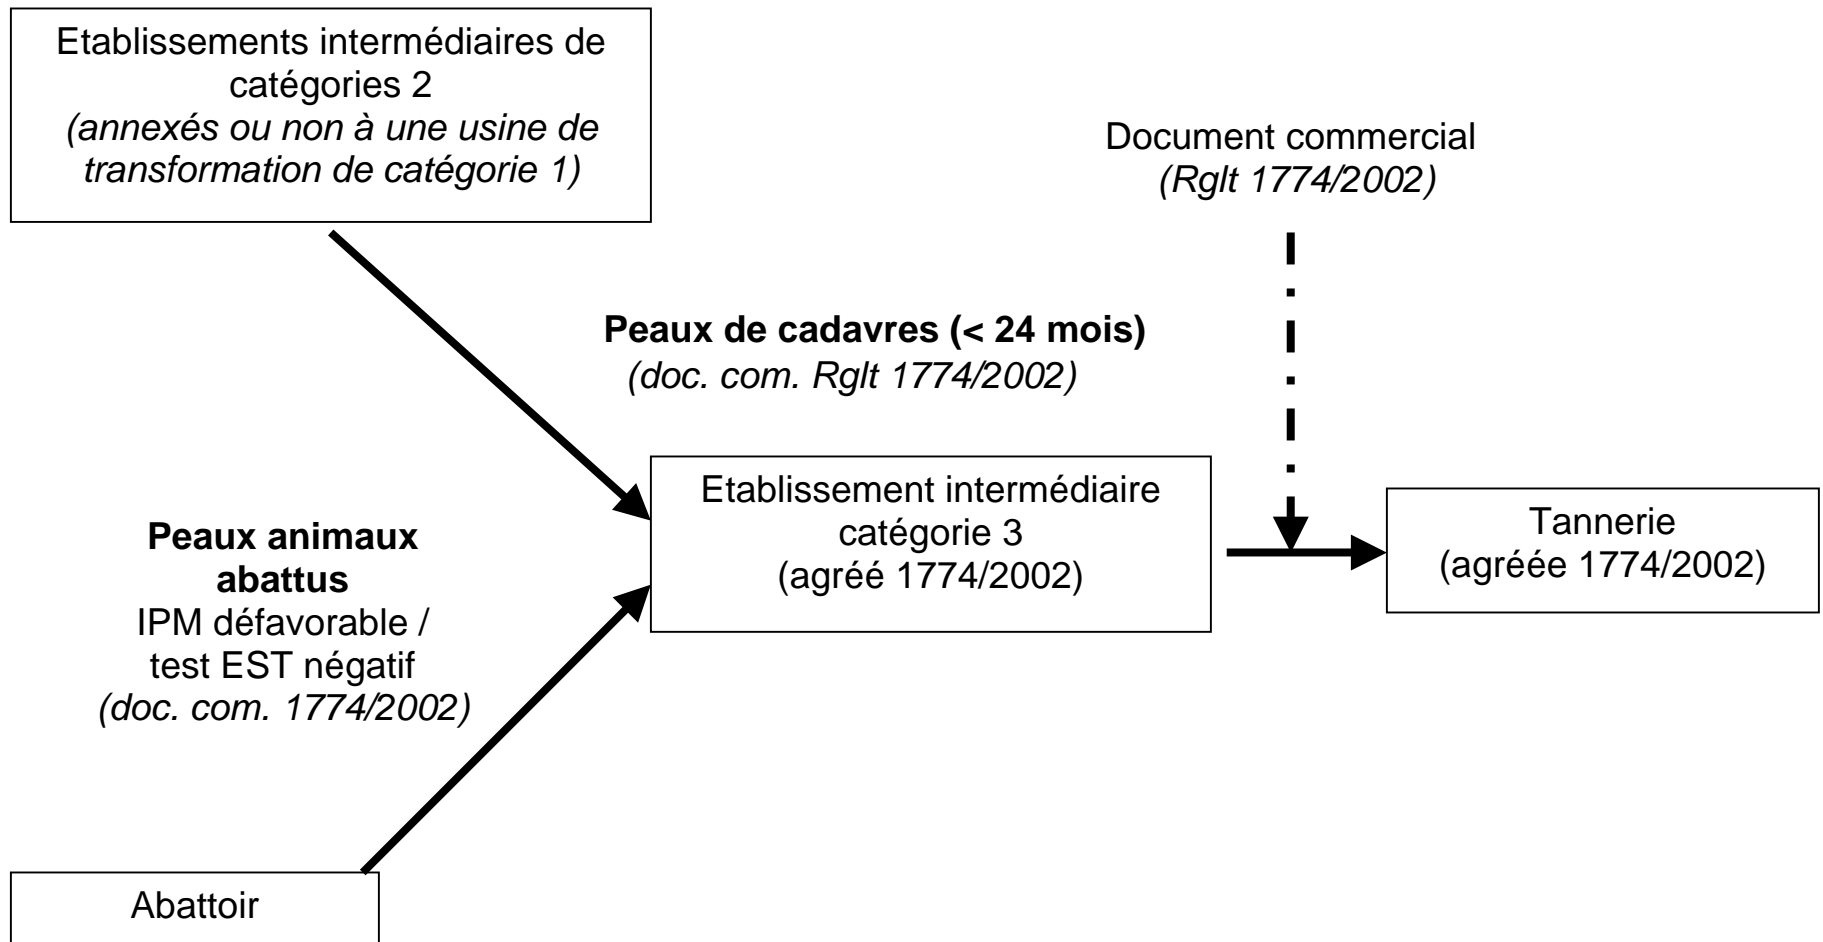 Etablissements intermédiaires de
catégories 2
(annexés ou non à une usine de
transformation de catégorie 1)
Document commercial
(Rglt 1774/2002)
Peaux de cadavres (< 24 mois)
(doc. com. Rglt 1774/2002)
Etablissement intermédiaire
catégorie 3
(agréé 1774/2002)
Tannerie
(agréée 1774/2002)
Peaux animaux
abattus
IPM défavorable /
test EST négatif
(doc. com. 1774/2002)
Abattoir